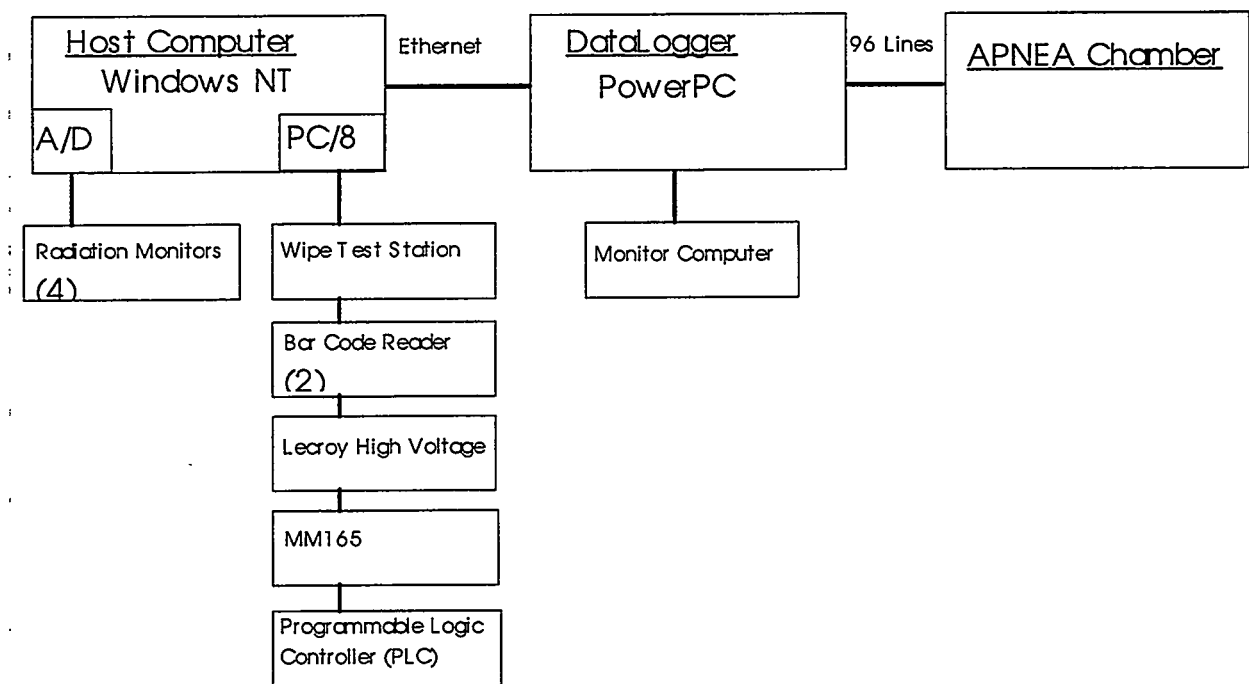 Host Computer
Windows NT
A/D
PC/8
Ethernet
DataLogger
PowerPC
96 Lines
APNEA Chamber
Radiation Monitors
(4)
Wipe Test Station
Monitor Computer
Bar Code Reader
(2)
Lecroy High Voltage
MM165
Programmable Logic
Controller (PLC)